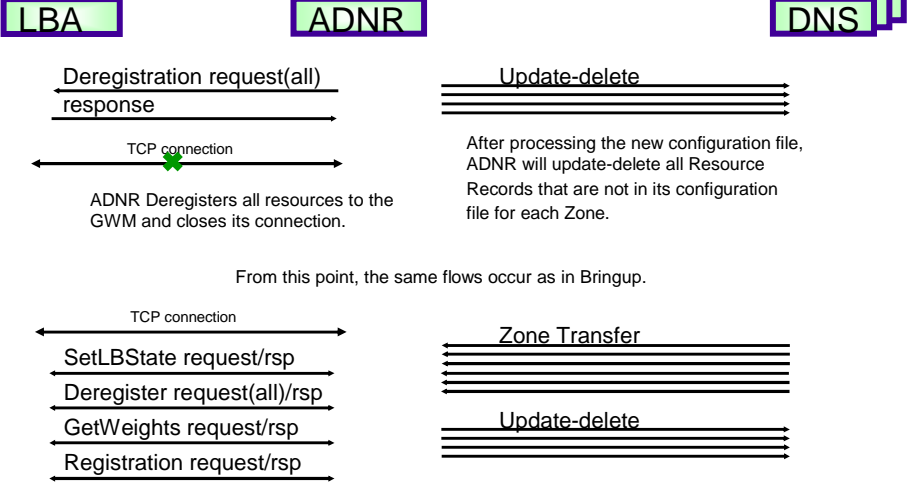 LBA
ADNR
DNS
Deregistration request(all)
response
TCP connection
ADNR Deregisters all resources to the
GWM and closes its connection.
Update-delete
After processing the new configuration file,
ADNR will update-delete all Resource
Records that are not in its configuration
file for each Zone.
From this point, the same flows occur as in Bringup.
TCP connection
SetLBState request/rsp
Deregister request(all)/rsp
GetWeights request/rsp
Registration request/rsp
Zone Transfer
Update-delete